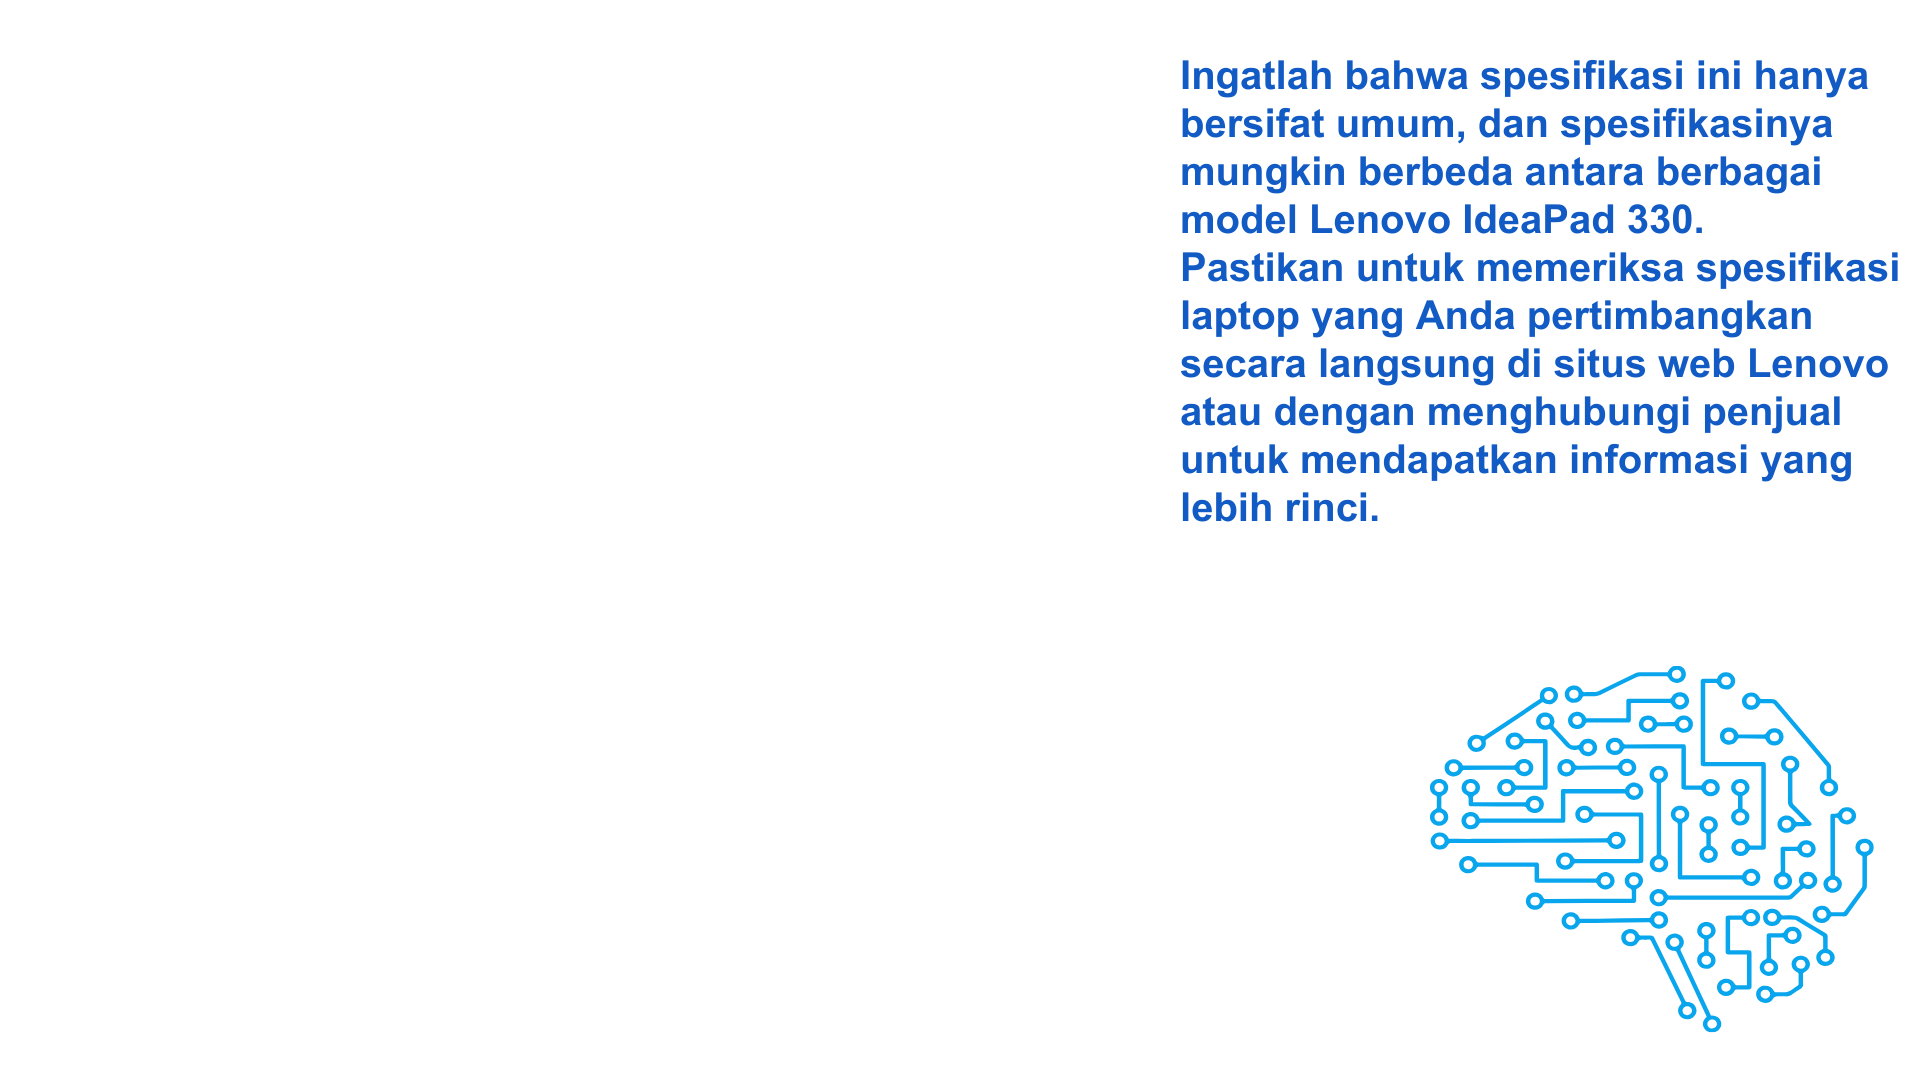 Ingatlah bahwa spesifikasi ini hanya
bersifat umum, dan spesifikasinya
mungkin berbeda antara berbagai
model Lenovo IdeaPad 330.
Pastikan untuk memeriksa spesifikasi
laptop yang Anda pertimbangkan
secara langsung di situs web Lenovo
atau dengan menghubungi penjual
untuk mendapatkan informasi yang
lebih rinci.